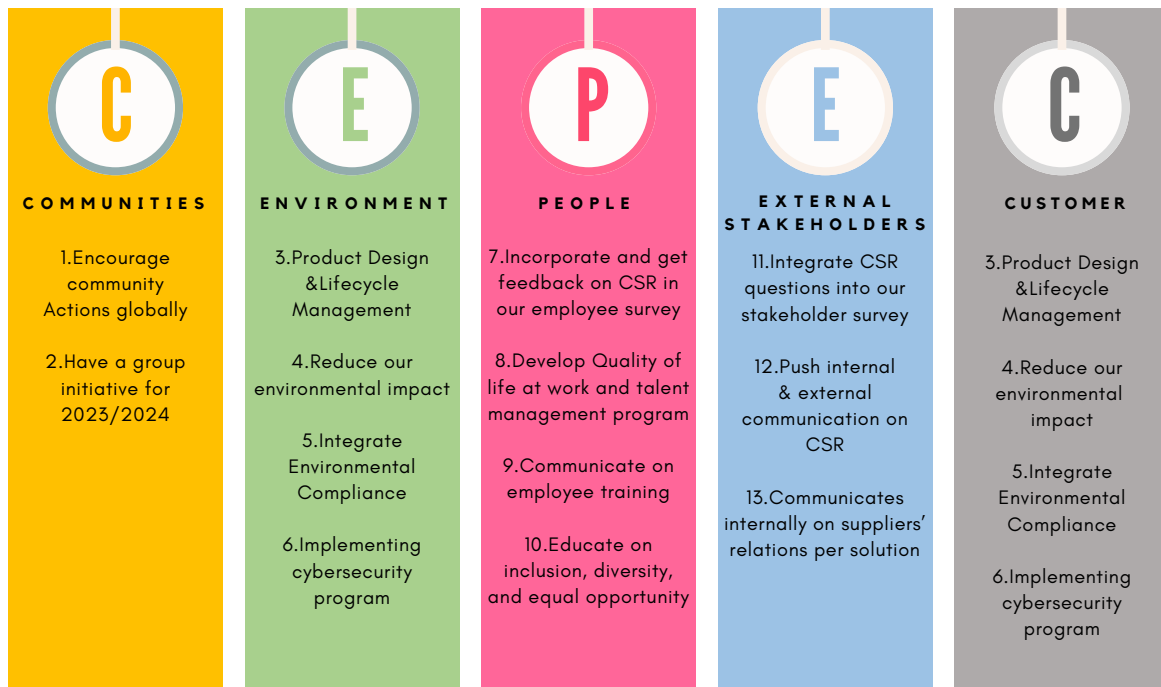 C
COMMUNITIES
1.Encourage
community
Actions globally
2.Have a group
initiative for
2023/2024
E
ENVIRONMENT
3.Product Design
&Lifecycle
Management
4.Reduce our
environmental impact
5.Integrate
Environmental
Compliance
6.Implementing
cybersecurity
program
P
PEOPLE
7.Incorporate and get
feedback on CSR in
our employee survey
8.Develop Quality of
life at work and talent
management program
9.Communicate on
employee training
10.Educate on
inclusion, diversity,
and equal opportunity
E
EXTERNAL
STAKEHOLDERS
11.Integrate CSR
questions into our
stakeholder survey
12.Push internal
& external
communication on
CSR
13.Communicates
internally on suppliers’
relations per solution
C
CUSTOMER
3.Product Design
&Lifecycle
Management
4.Reduce our
environmental
impact
5.Integrate
Environmental
Compliance
6.Implementing
cybersecurity
program